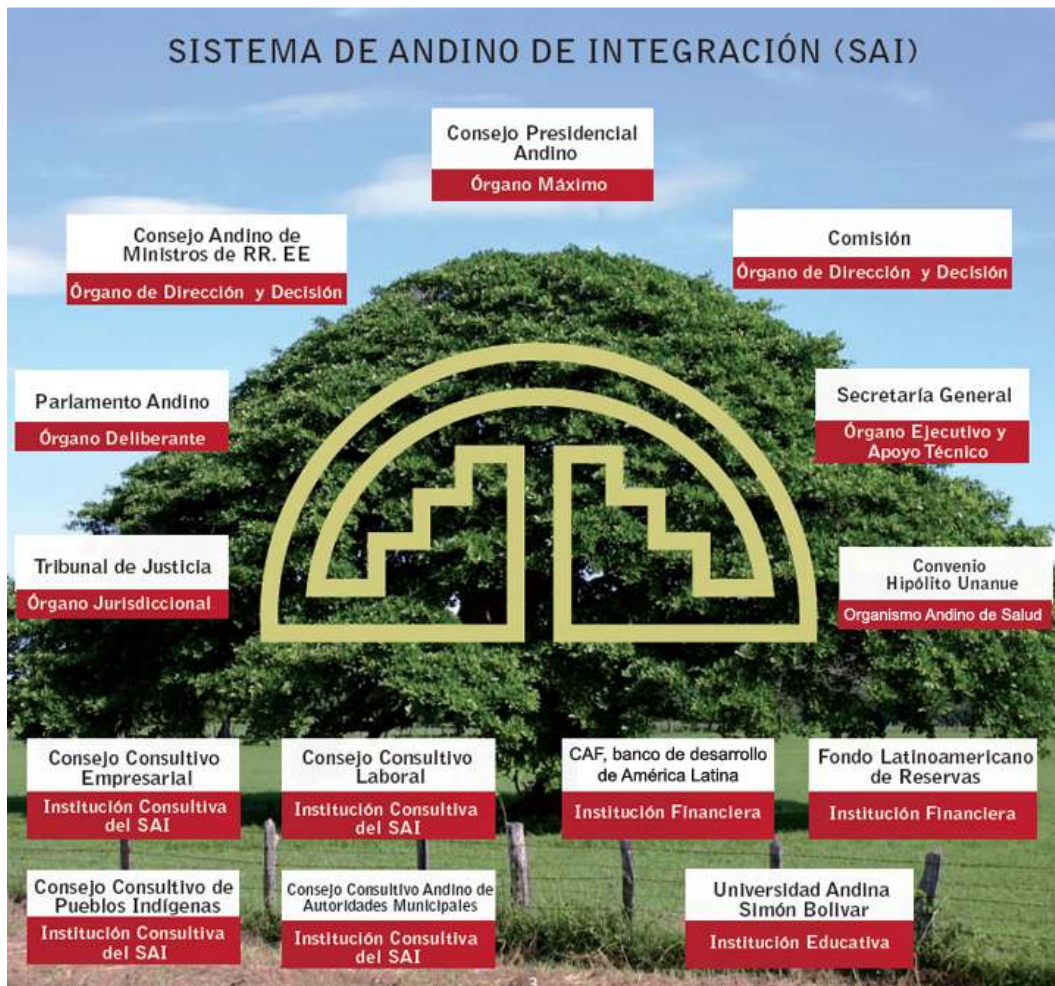 SISTEMA DE ANDINO DE INTEGRACIÓN (SAI)
Consejo Presidencial
Andino
Órgano Máximo
Consejo Andino de
Ministros de RR. EE
Órgano de Dirección y Decisión
Comisión
Órgano de Dirección y Decisión
Parlamento Andino
Órgano Deliberante
Secretaría General
Órgano Ejecutivo y
Apoyo Técnico
Tribunal de Justicia
Órgano Jurisdiccional
Convenio
Hipólito Unanue
Organismo Andino de Salud
Consejo Consultivo
Empresarial
Institución Consultiva
del SAI
Consejo Consultivo
Laboral
Institución Consultiva
del SAI
CAF, banco de desarrollo
de América Latina
Institución Financiera
Fondo Latinoamericano
de Reservas
Institución FInanciera
Consejo Consultivo de
Pueblos Indígenas
Institución Consultiva
del SAI
Consejo Consultivo Andino de
Autoridades Municipales
Institución Consultiva
del SAI
Universidad Andina
Simón Bolivar
Institución Educativa
3